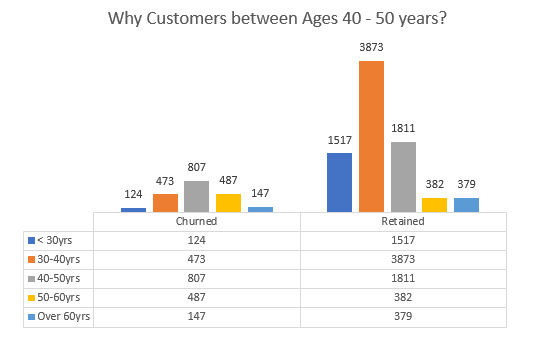 Why Customers between Ages 40 - 50 years?
124 473 807 487 147 1517 3873 1811 382 379
Churned Retained
< 30yrs 124 1517
30-40yrs 473 3873
40-50yrs 807 1811
50-60yrs 487 382
Over 60yrs 147 379